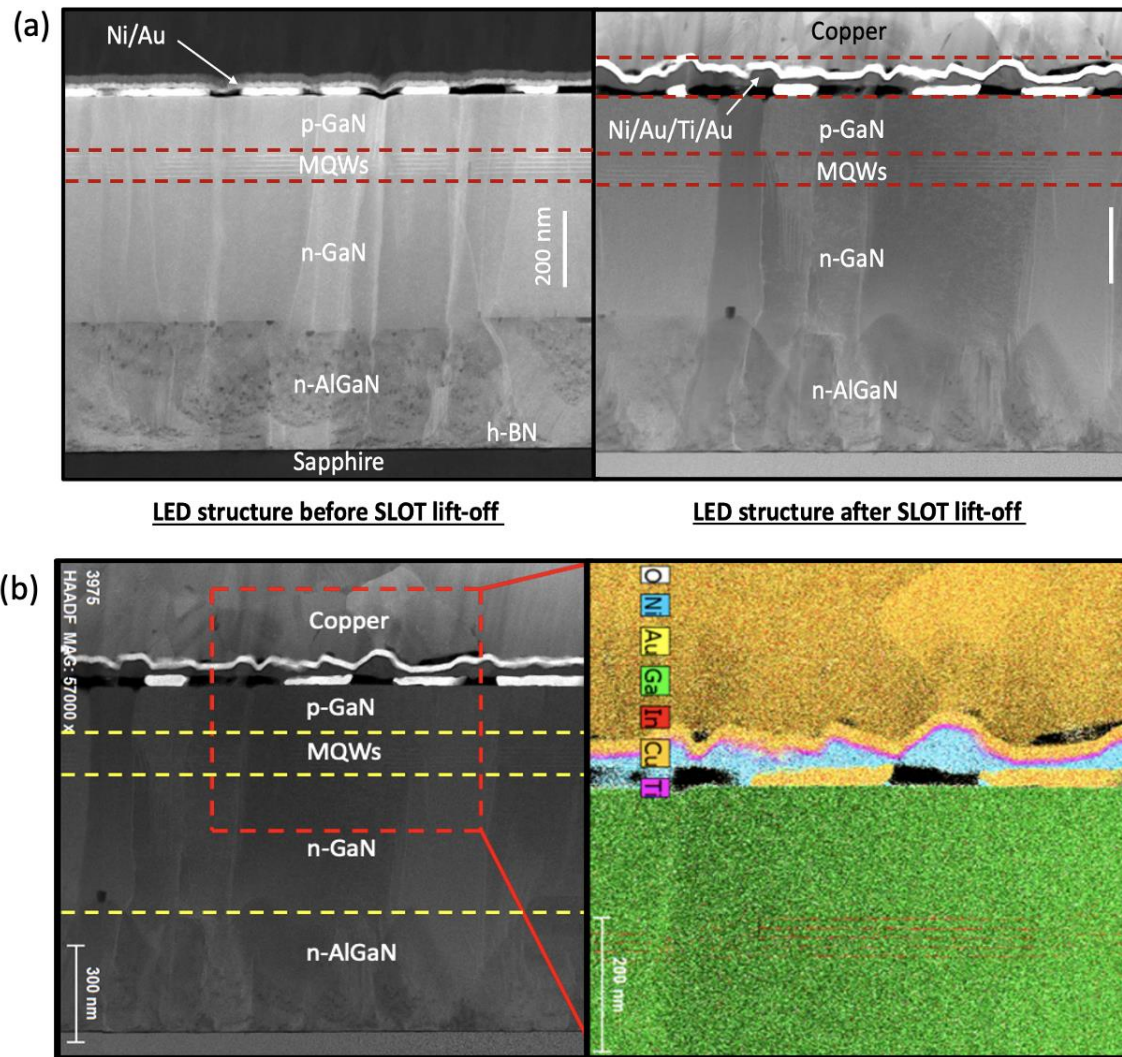 (a)
Ni/Au
p-GaN
MQWs
n-GaN
200 nm
n-AlGaN
h-BN
Sapphire
Copper
Ni/Au/Ti/Au
p-GaN
MQWs
n-GaN
n-AlGaN
LED structure before SLOT lift-off
LED structure after SLOT lift-off
(b)
3975
HAADF MAG: 57000 x
Copper
p-GaN
MQWs
n-GaN
n-AlGaN
300 nm
O
Ni
Au
Ga
In
Cu
Ti
200 nm